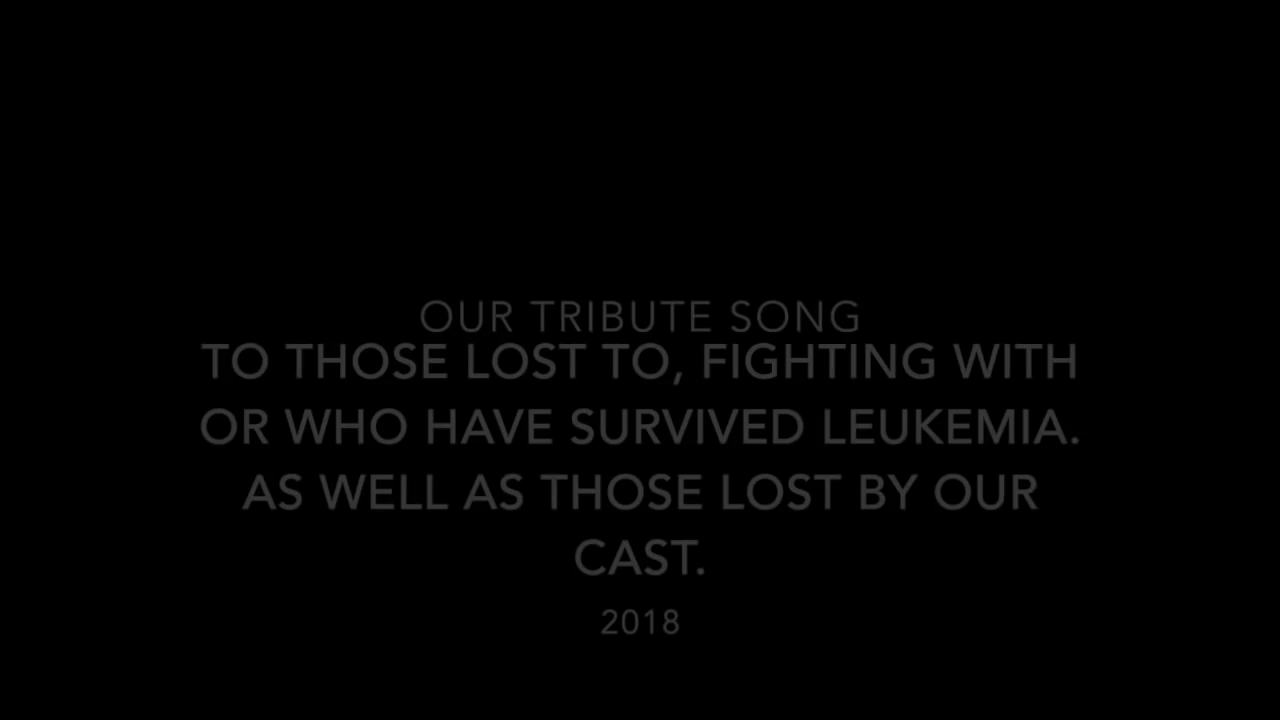 OUR TRIBUTE SONG
TO THOSE LOST TO, FIGHTING WITH
OR WHO HAVE SURVIVED LEUKEMIA.
AS WELL AS THOSE LOST BY OUR
CAST.
2018